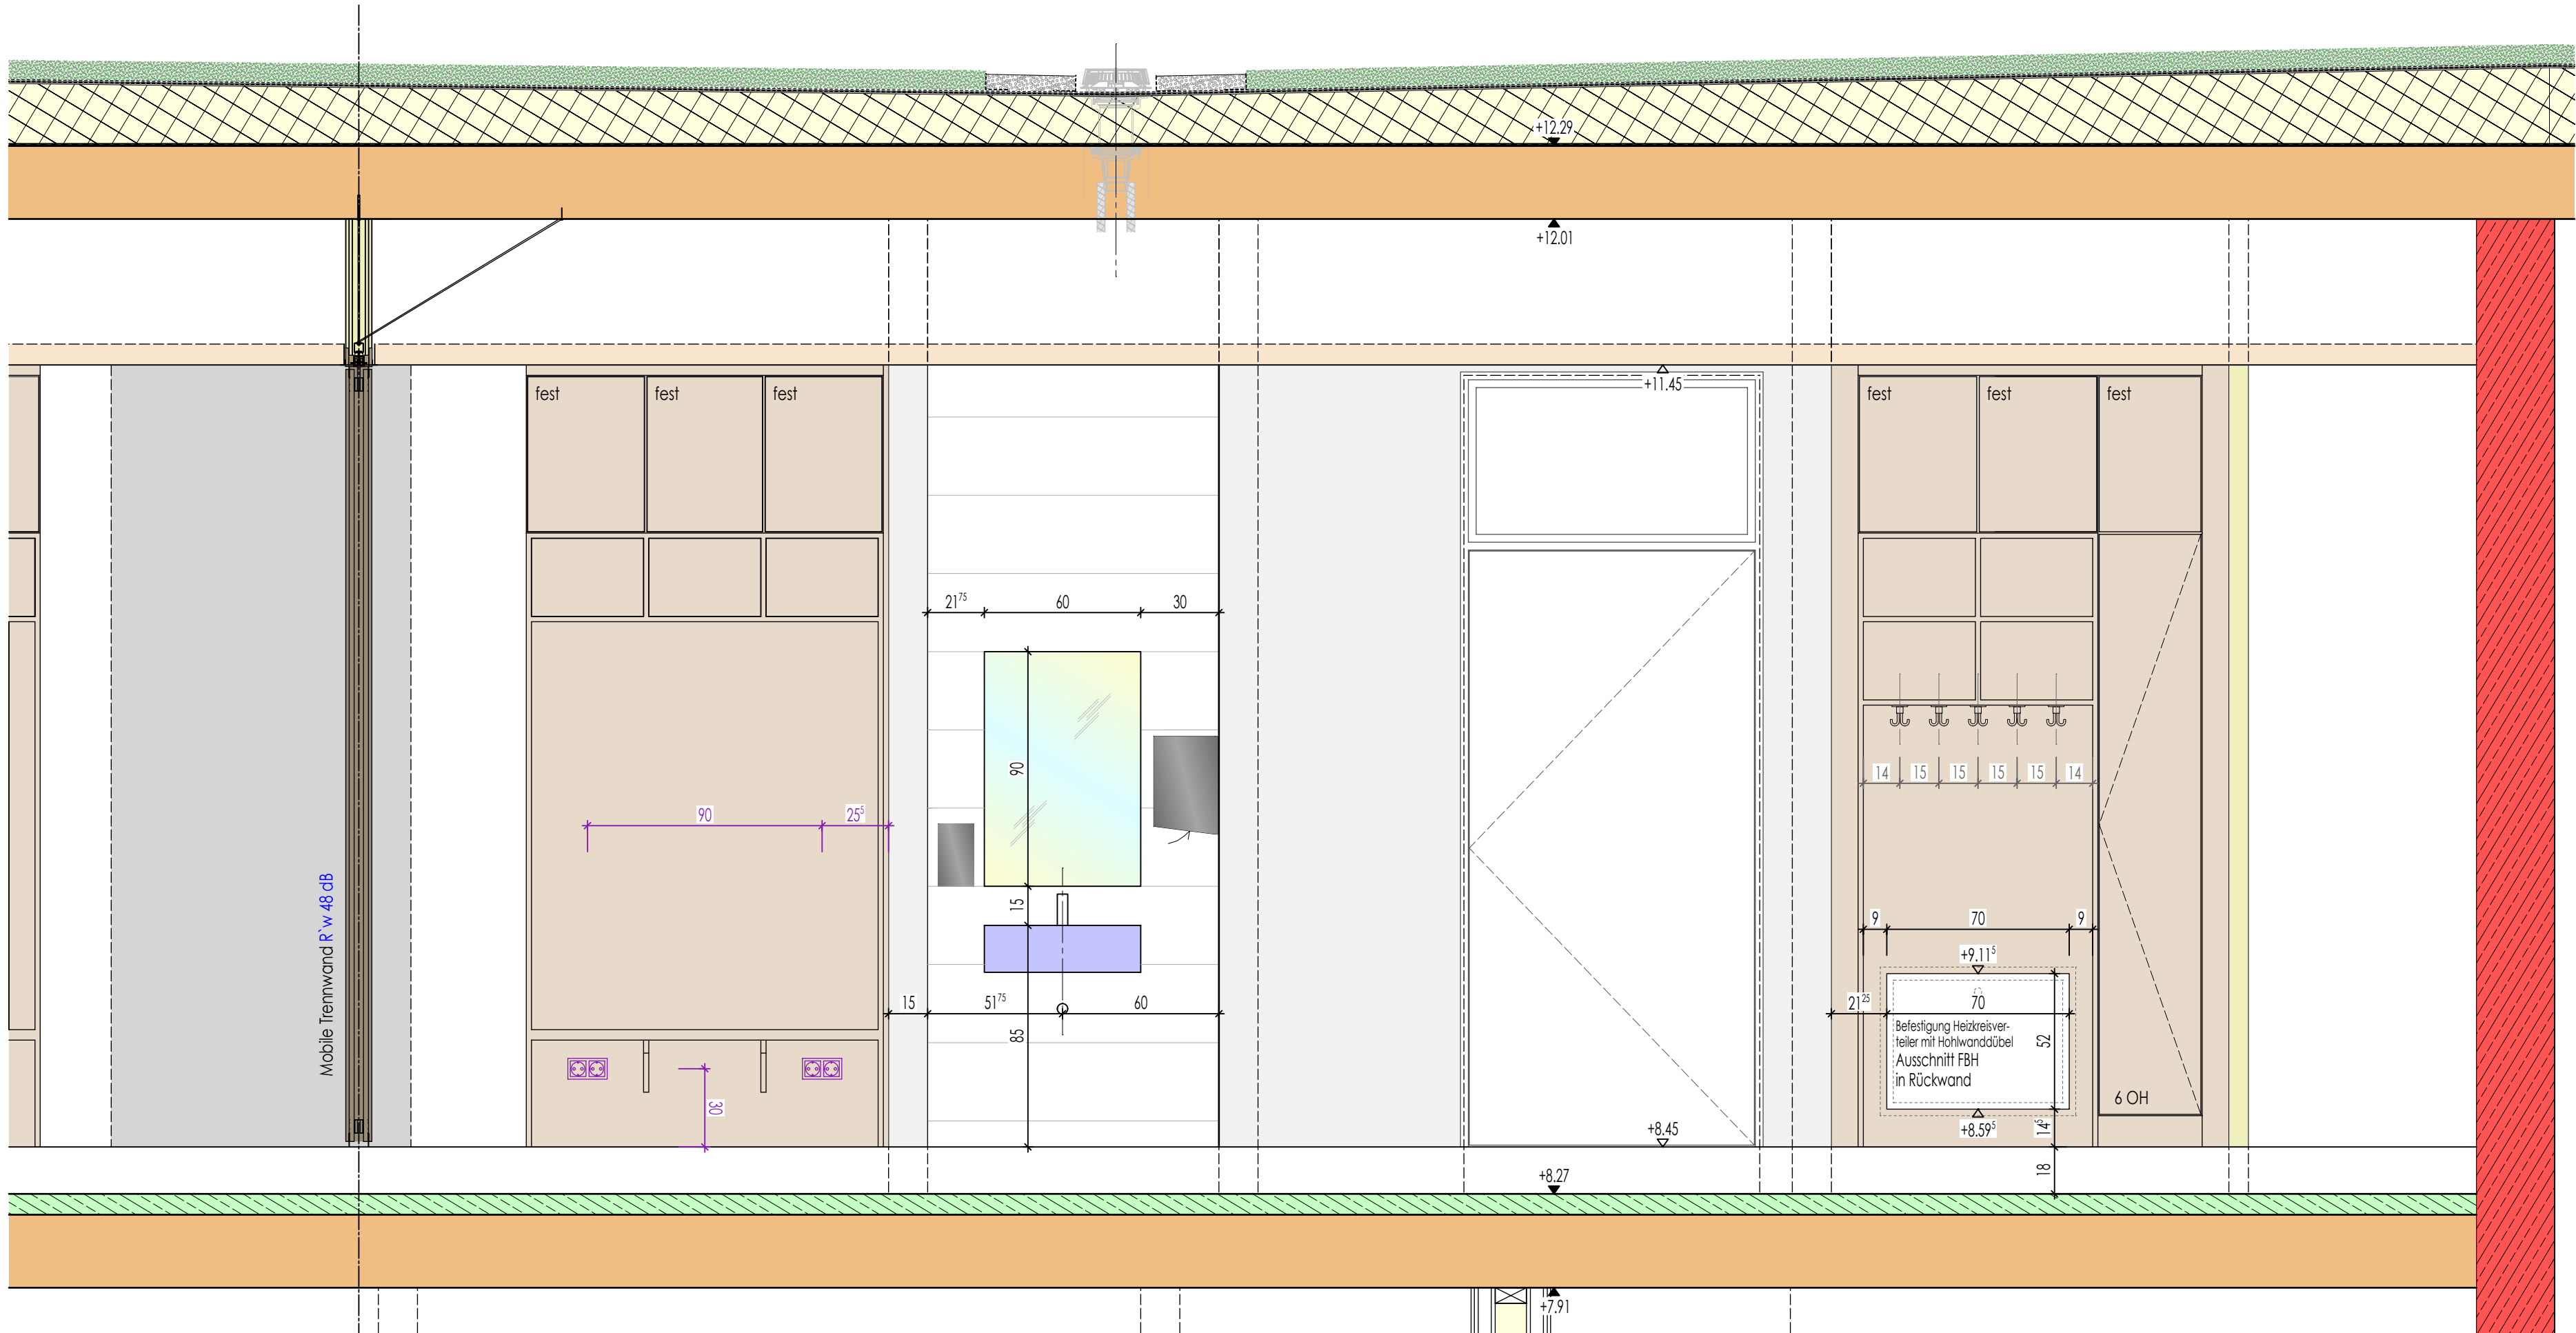 +12.29
+12.01
+11.45
fest
fest
fest
fest
fest
fest
21⁷⁵
60
30
90
14
15
15
15
15
14
90
25⁵
Mobile Trennwand R`w 48 dB
15
9
70
9
+9.11⁵
15
51⁷⁵
60
21²⁵
70
85
Befestigung Heizkreisver-
teiler mit Hohlwanddübel
Ausschnitt FBH
in Rückwand
52
6 OH
30
+8.59⁵
14⁵
+8.45
18
+8.27
+7.91